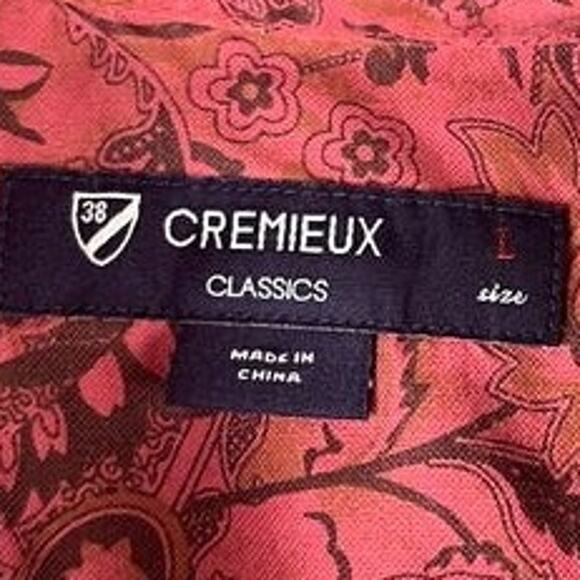 38
CREMIEUX
L
CLASSICS
size
MADE IN
CHINA